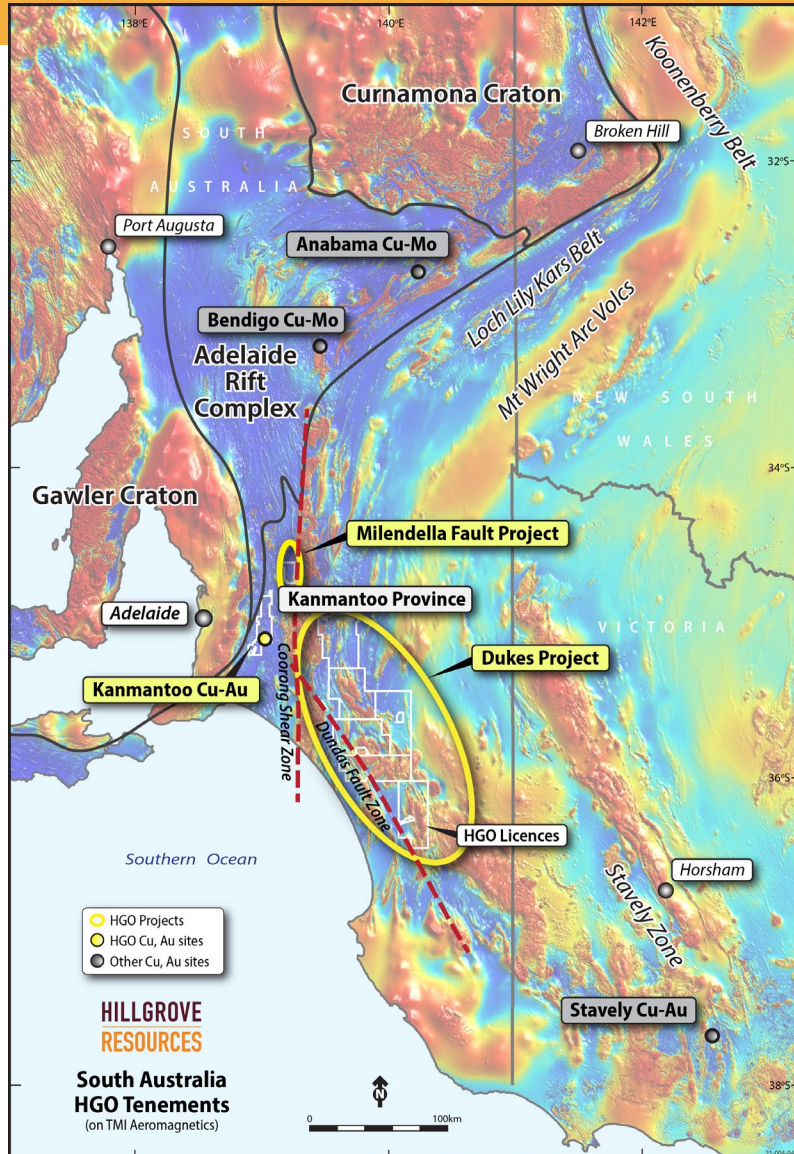 138°E
140°E
142°E
Koonenberry Belt
Curnamona Craton
Broken Hill
SOUTH
AUSTRALIA
32°S
Port Augusta
Anabama Cu-Mo
Loch Lily Kars Belt
Bendigo Cu-Mo
Mt Wright Arc Volcs
Adelaide
Rift
Complex
NEW SOUTH
WALES
34°S
Gawler Craton
Milendella Fault Project
Kanmantoo Province
Adelaide
VICTORIA
Dukes Project
Kanmantoo Cu-Au
Coorong Shear Zone
Dundas Fault Zone
36°S
HGO Licences
Southern Ocean
Horsham
Stavely Zone
HGO Projects
HGO Cu, Au sites
Other Cu, Au sites
Stavely Cu-Au
HILLGROVE
RESOURCES
South Australia
HGO Tenements
(on TMI Aeromagnetics)
N
0
100km
38°S